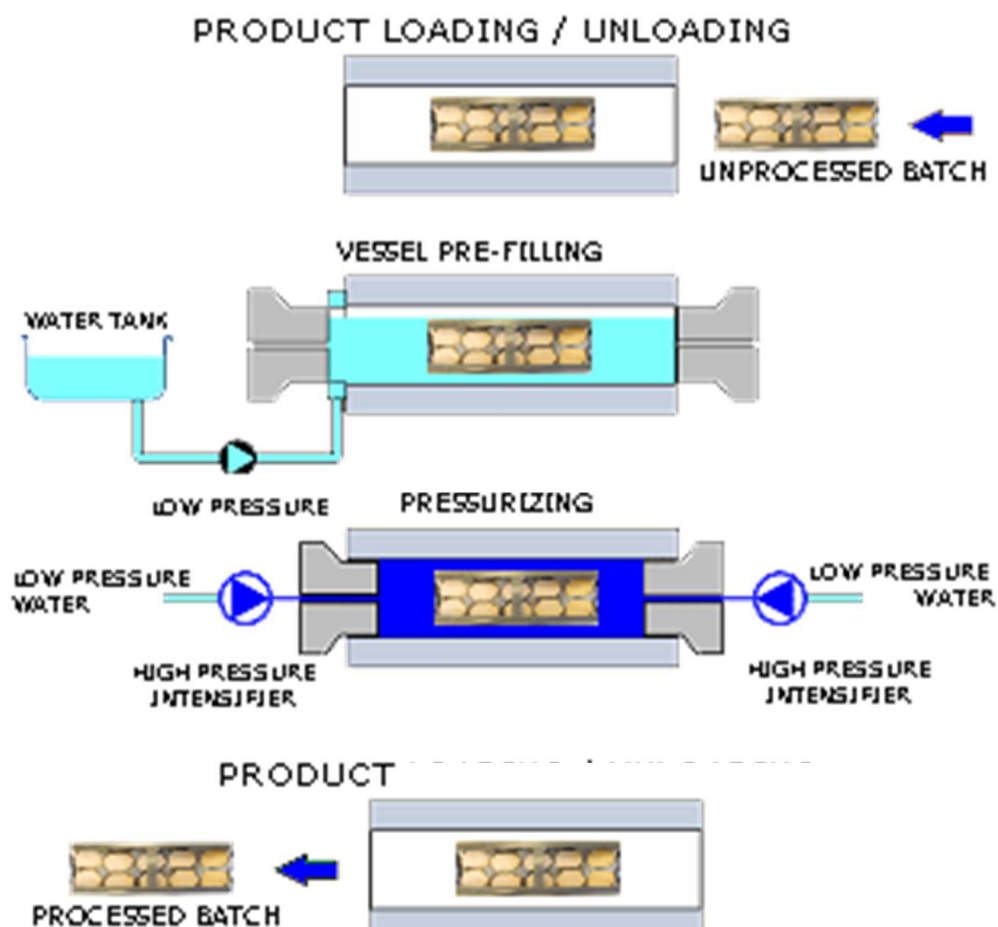 PRODUCT LOADING / UNLOADING
UNPROCESSED BATCH
VESSEL PRE-FILLING
WATER TANK
LOW PRESSURE
PRESSURIZING
LOW PRESSURE
WATER
LOW PRESSURE
WATER
HIGH PRESSURE
INTENSIFIER
HIGH PRESSURE
INTENSIFIER
PRODUCT
PROCESSED BATCH